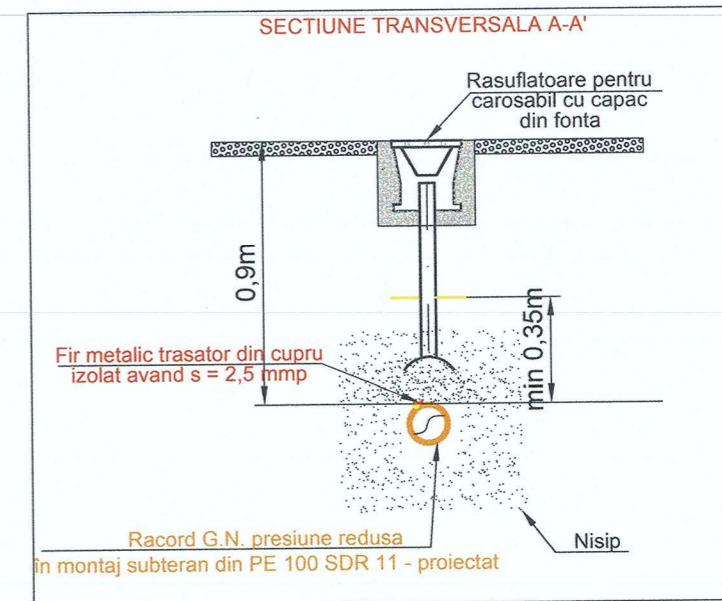 SECTIUNE TRANSVERSALA A-A'
Rasuflatoare pentru
carosabil cu capac
din fonta
0,9m
min 0,35m
Fir metalic trasator din cupru
izolat avand s = 2,5 mmp
Racord G.N. presiune redusa
în montaj subteran din PE 100 SDR 11 - proiectat
Nisip